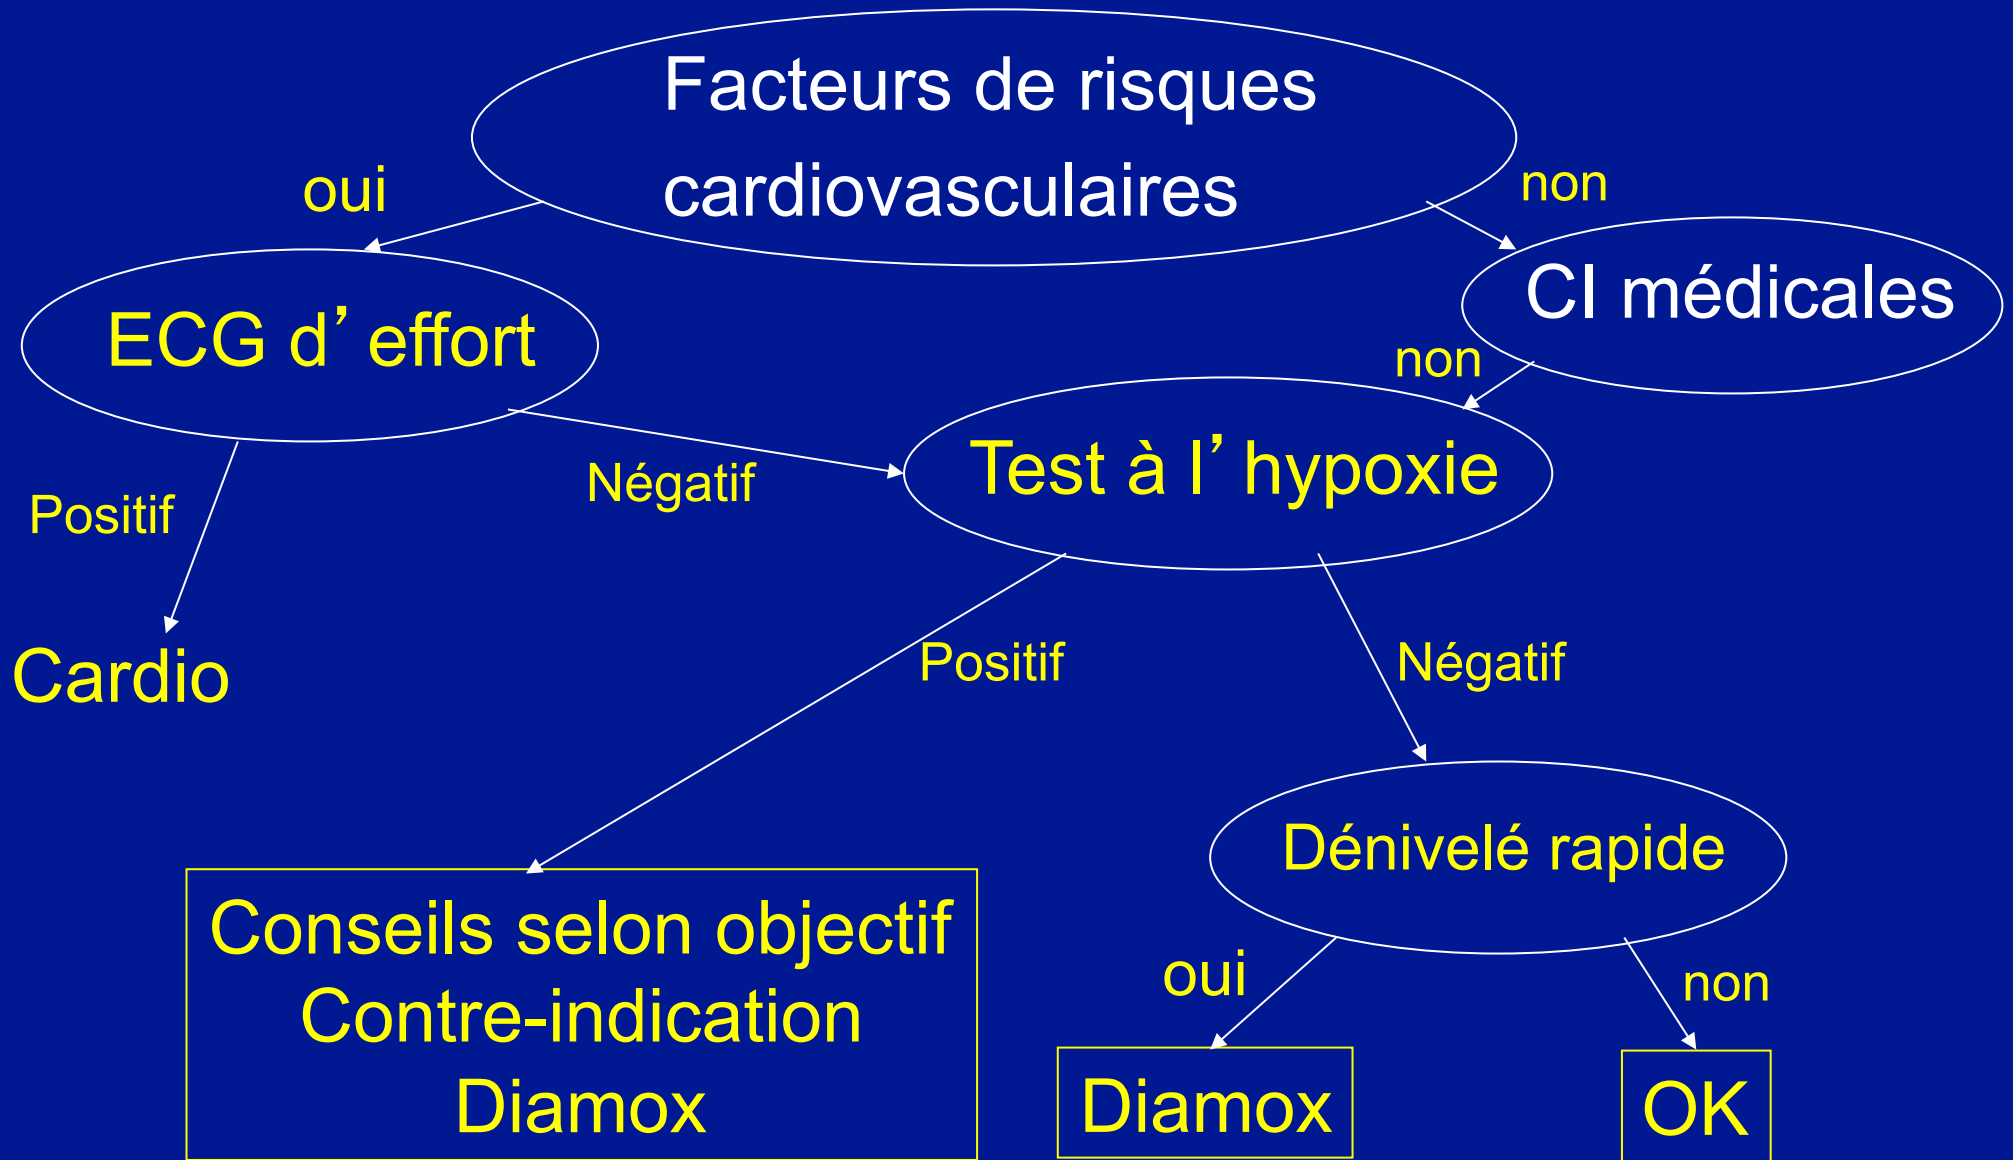 Facteurs de risques
cardiovasculaires
oui
non
CI médicales
ECG d’effort
non
Test à l’hypoxie
Négatif
Positif
Cardio
Positif
Négatif
Dénivelé rapide
Conseils selon objectif
Contre-indication
Diamox
oui
non
Diamox
OK